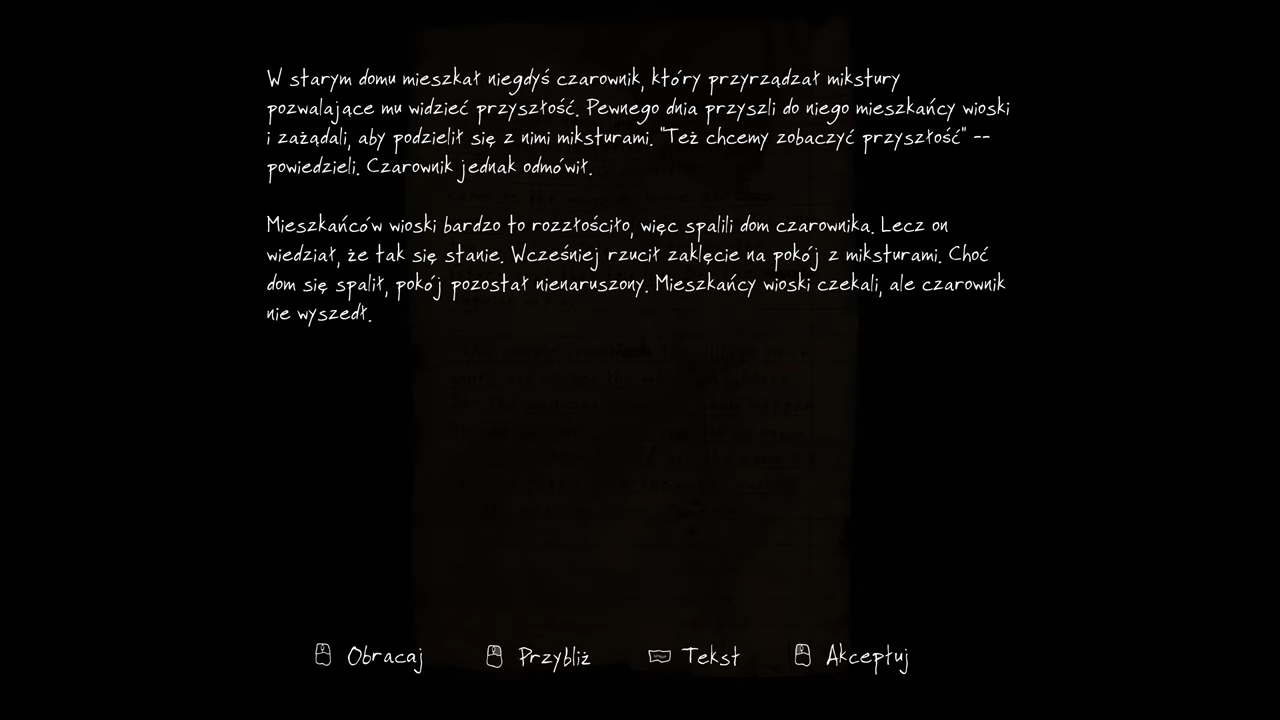 W starym domu mieszkał niegdyś czarownik, który przyrządzał mikstury
pozwalające mu widzieć przyszłość. Pewnego dnia przyszli do niego mieszkańcy wioski
i zażądali, aby podzielił się z nimi miksturami. "Też chcemy zobaczyć przyszłość" --
powiedzieli. Czarownik jednak odmówił.
Mieszkańców wioski bardzo to rozzłościło, więc spalili dom czarownika. Lecz on
wiedział, że tak się stanie. Wcześniej rzucił zaklęcie na pokój z miksturami. Choć
dom się spalił, pokój pozostał nienaruszony. Mieszkańcy wioski czekali, ale czarownik
nie wyszedł.
Obracaj Przybliż Tekst Akceptuj